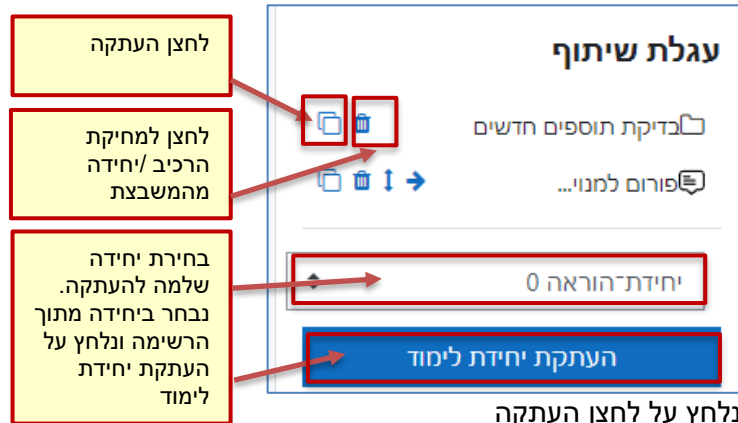 עגלת שיתוף
לחצן העתקה
בדיקת תוספים חדשים
לחצן למחיקת
הרכיב /יחידה
מהמשבצת
פורום למנוי...
בחירת יחידה
שלמה להעתקה.
נבחר ביחידה מתוך
הרשימה ונלחץ על
העתקת יחידת
לימוד
יחידת־הוראה 0
העתקת יחידת לימוד
נלחץ על לחצן העתקה